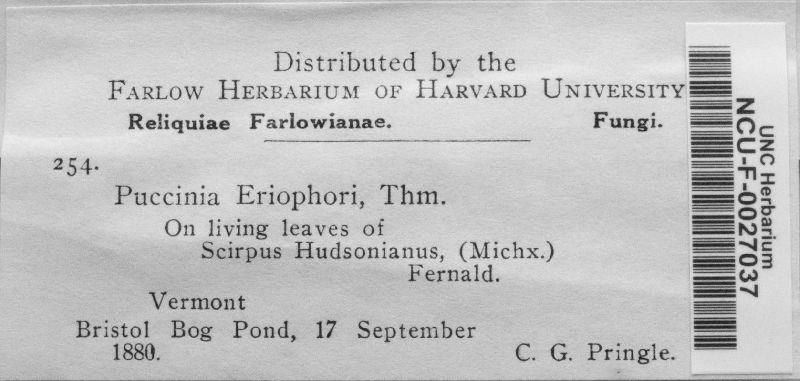 Distributed by the
Farlow Herbarium of Harvard University
Reliquiae Farlowianae. Fungi.
254.
Puccinia Eriophori, Thm.
On living leaves of
Scirpus Hudsonianus, (Michx.)
Fernald.
Vermont
Bristol Bog Pond, 17 September
1880. C. G. Pringle.
UNC Herbarium
NCU-F-0027037